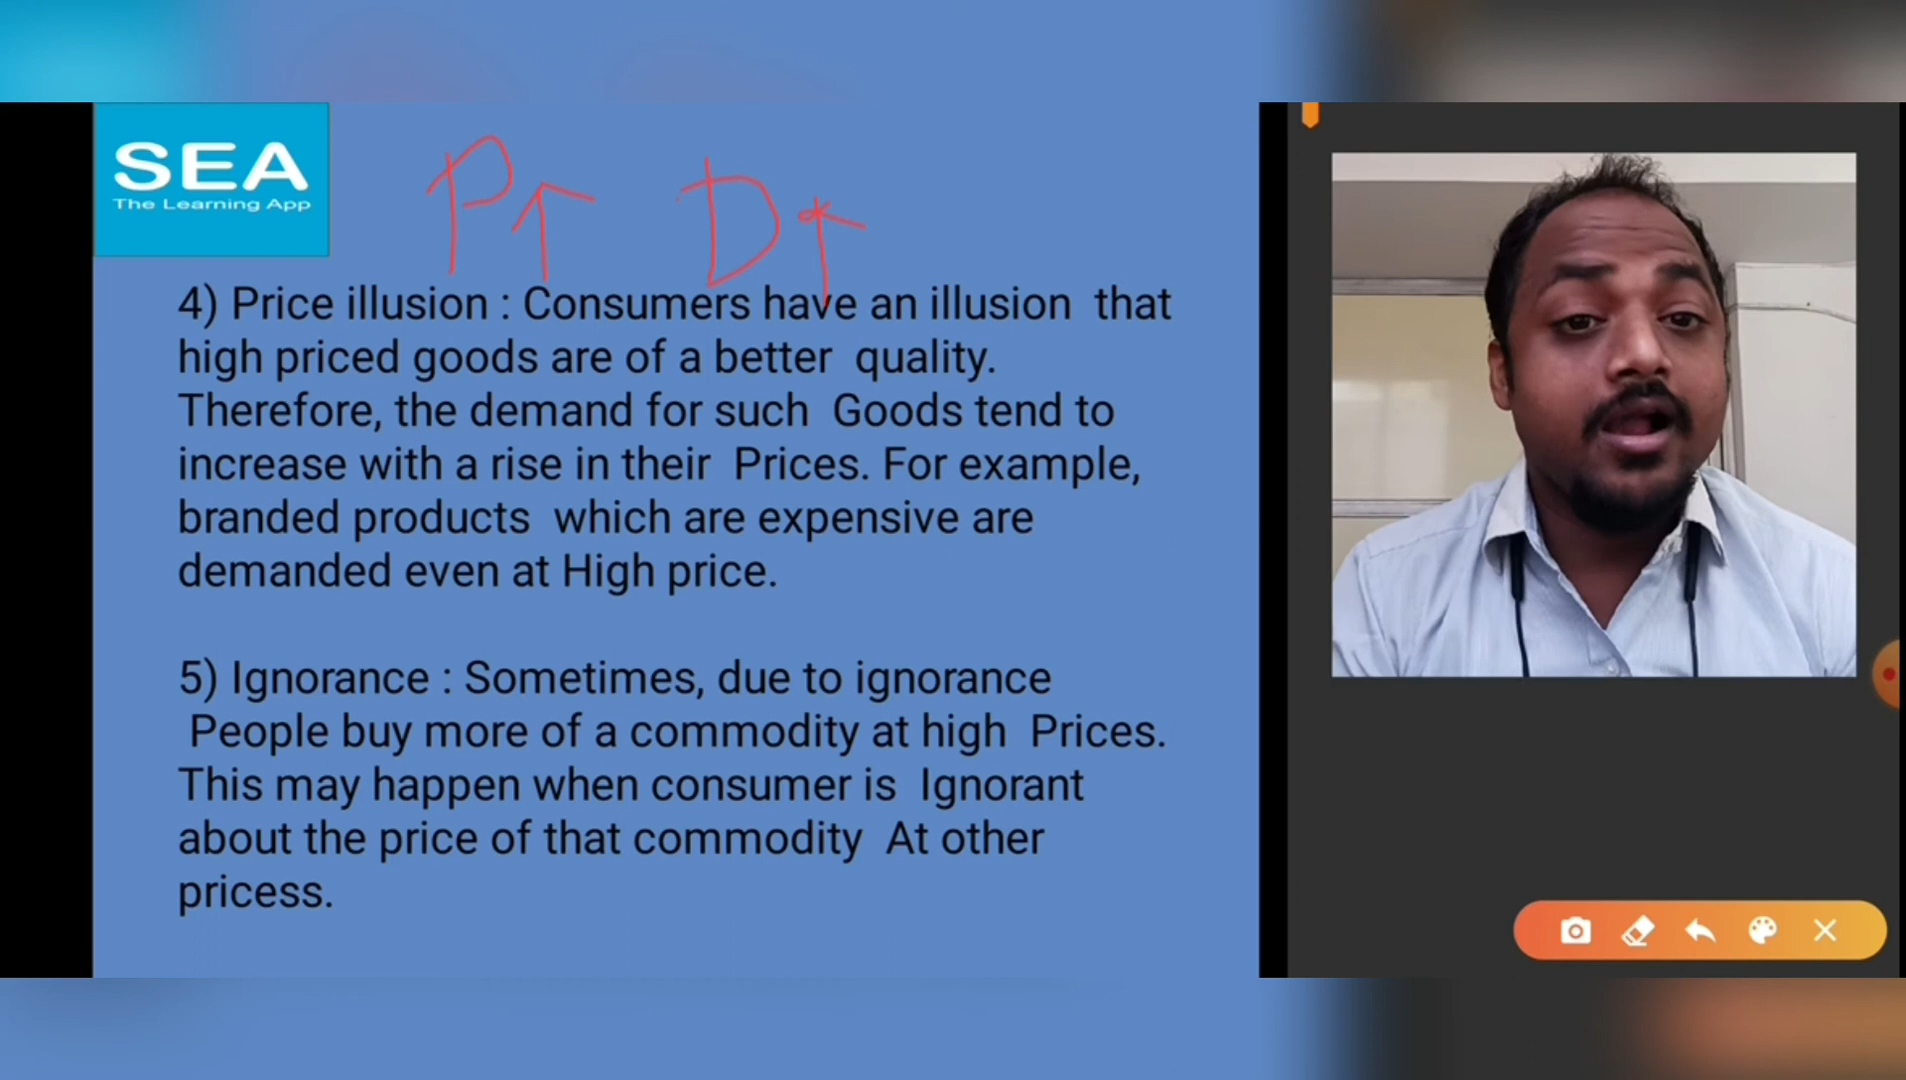 SEA
The Learning App
P↑ D↑
4) Price illusion : Consumers have an illusion that
high priced goods are of a better quality.
Therefore, the demand for such Goods tend to
increase with a rise in their Prices. For example,
branded products which are expensive are
demanded even at High price.
5) Ignorance : Sometimes, due to ignorance
People buy more of a commodity at high Prices.
This may happen when consumer is Ignorant
about the price of that commodity At other
pricess.